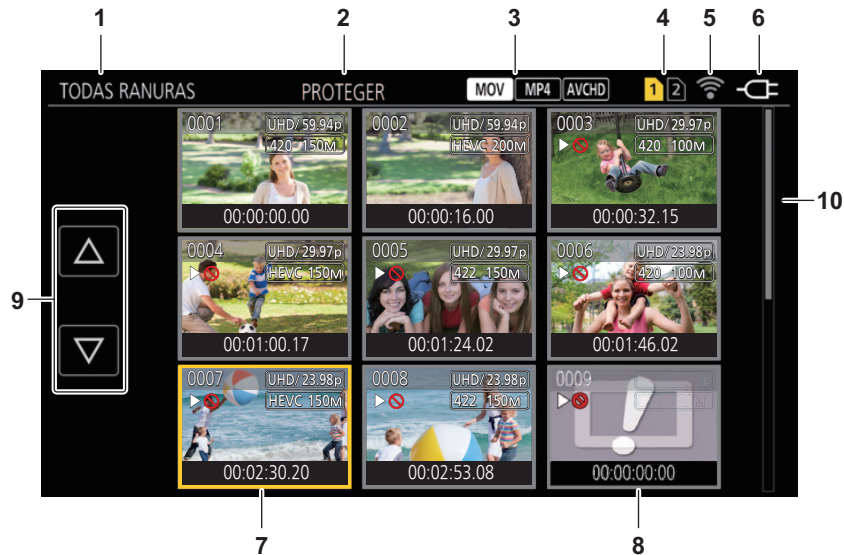 1 2 3 4 5 6
TODAS RANURAS PROTEGER MOV MP4 AVCHD 1 2
0001 UHD/59.94p
420 150M
00:00:00.00
0002 UHD/59.94p
HEVC 200M
00:00:16.00
0003 UHD/29.97p
420 100M
00:00:32.15
10
9
0004 UHD/29.97p
HEVC 150M
00:01:00.17
0005 UHD/29.97p
422 150M
00:01:24.02
0006 UHD/23.98p
420 100M
00:01:46.02
0007 UHD/23.98p
HEVC 150M
00:02:30.20
0008 UHD/23.98p
422 150M
00:02:53.08
0009
00:00:00:00
7 8